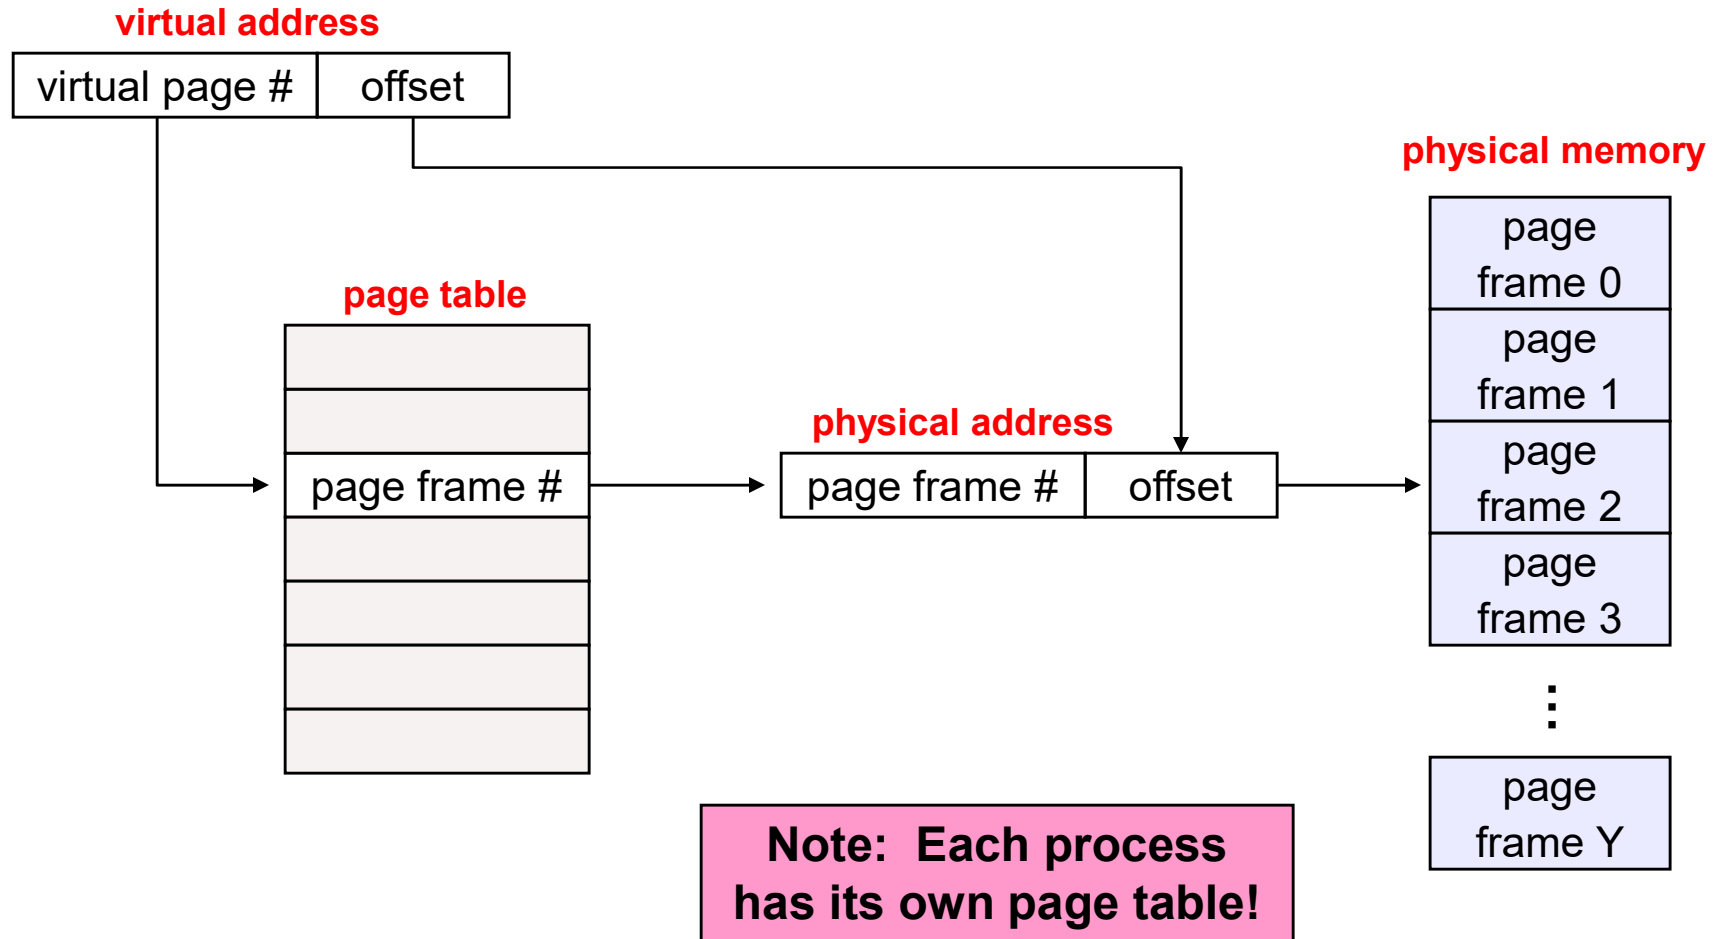 virtual address
virtual page #
offset
physical memory
page
frame 0
page
frame 1
page
frame 2
page
frame 3
⋮
page
frame Y
page table
page frame #
physical address
page frame #
offset
Note:  Each process
has its own page table!